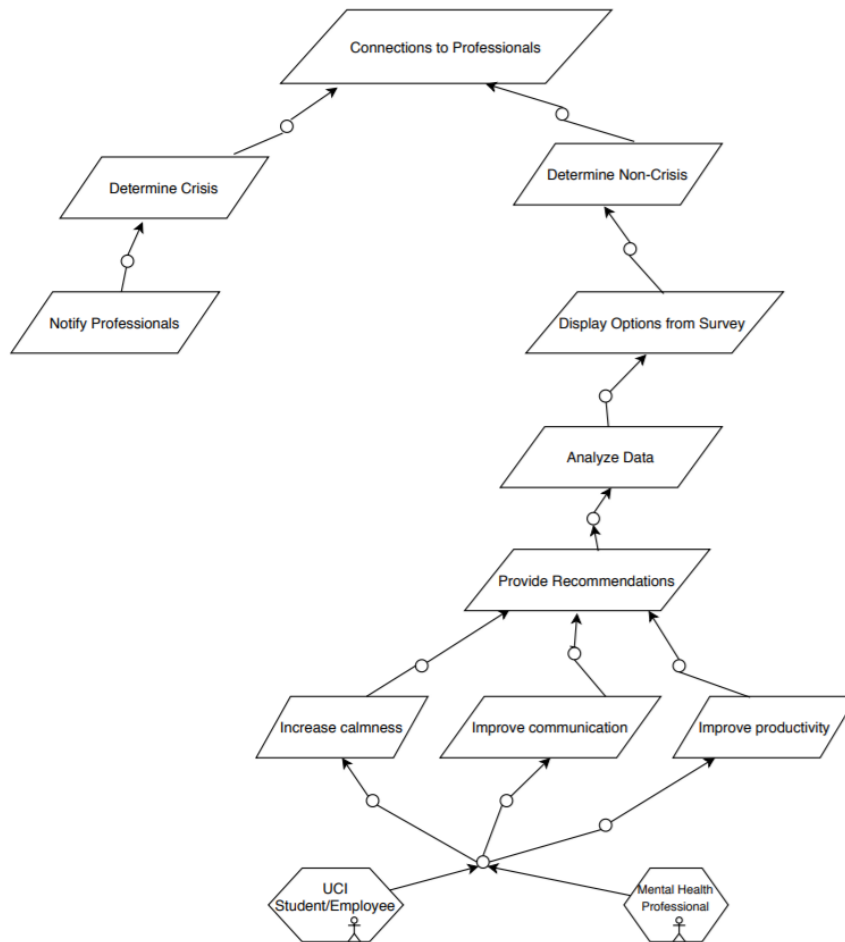 Connections to Professionals
Determine Crisis
Determine Non-Crisis
Notify Professionals
Display Options from Survey
Analyze Data
Provide Recommendations
Increase calmness
Improve communication
Improve productivity
UCI
Student/Employee
Mental Health
Professional